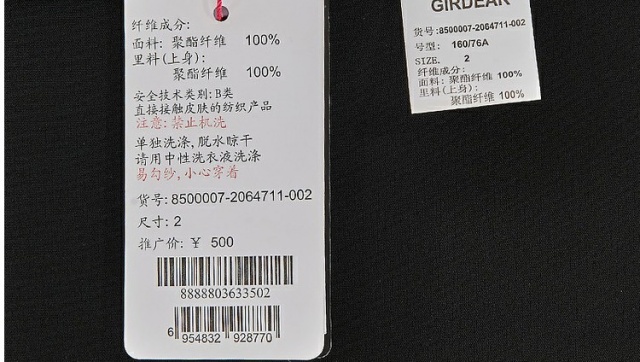 纤维成分:
面料: 聚酯纤维 100%
里料(上身):
聚酯纤维 100%
安全技术类别: B类
直接接触皮肤的纺织产品
注意: 禁止机洗
单独洗涤, 脱水晾干
请用中性洗衣液洗涤
易勾纱, 小心穿着
货号: 8500007-2064711-002
尺寸: 2
推广价: ￥ 500
8888803633502
6 954832 928770
GIRDEAR
货号: 8500007-2064711-002
号型: 160/76A
SIZE. 2
纤维成分:
面料: 聚酯纤维 100%
里料(上身):
聚酯纤维 100%